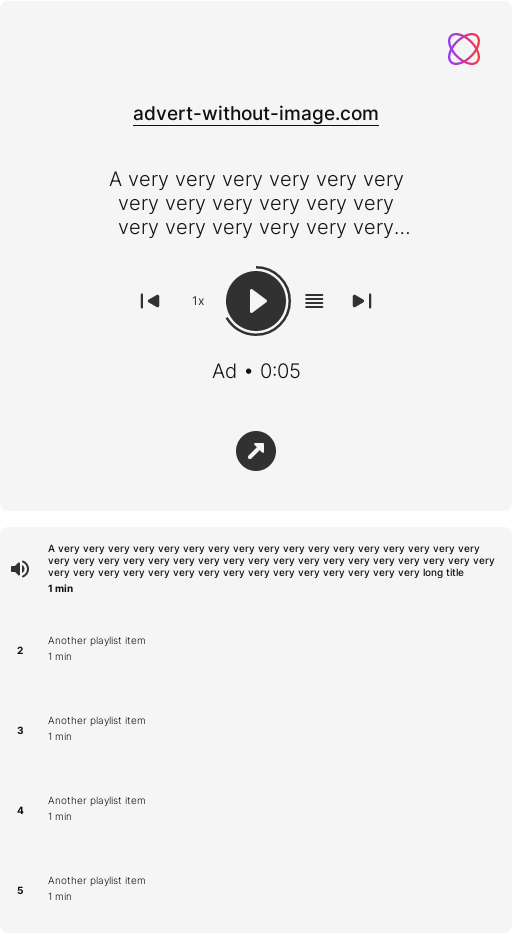 advert-without-image.com
A very very very very very very
very very very very very very
very very very very very very...
1x
Ad • 0:05
A very very very very very very very very very very very very very very very very very
very very very very very very very very very very very very very very very very very very
very very very very very very very very very very very very very very very long title
1 min
2
Another playlist item
1 min
3
Another playlist item
1 min
4
Another playlist item
1 min
5
Another playlist item
1 min